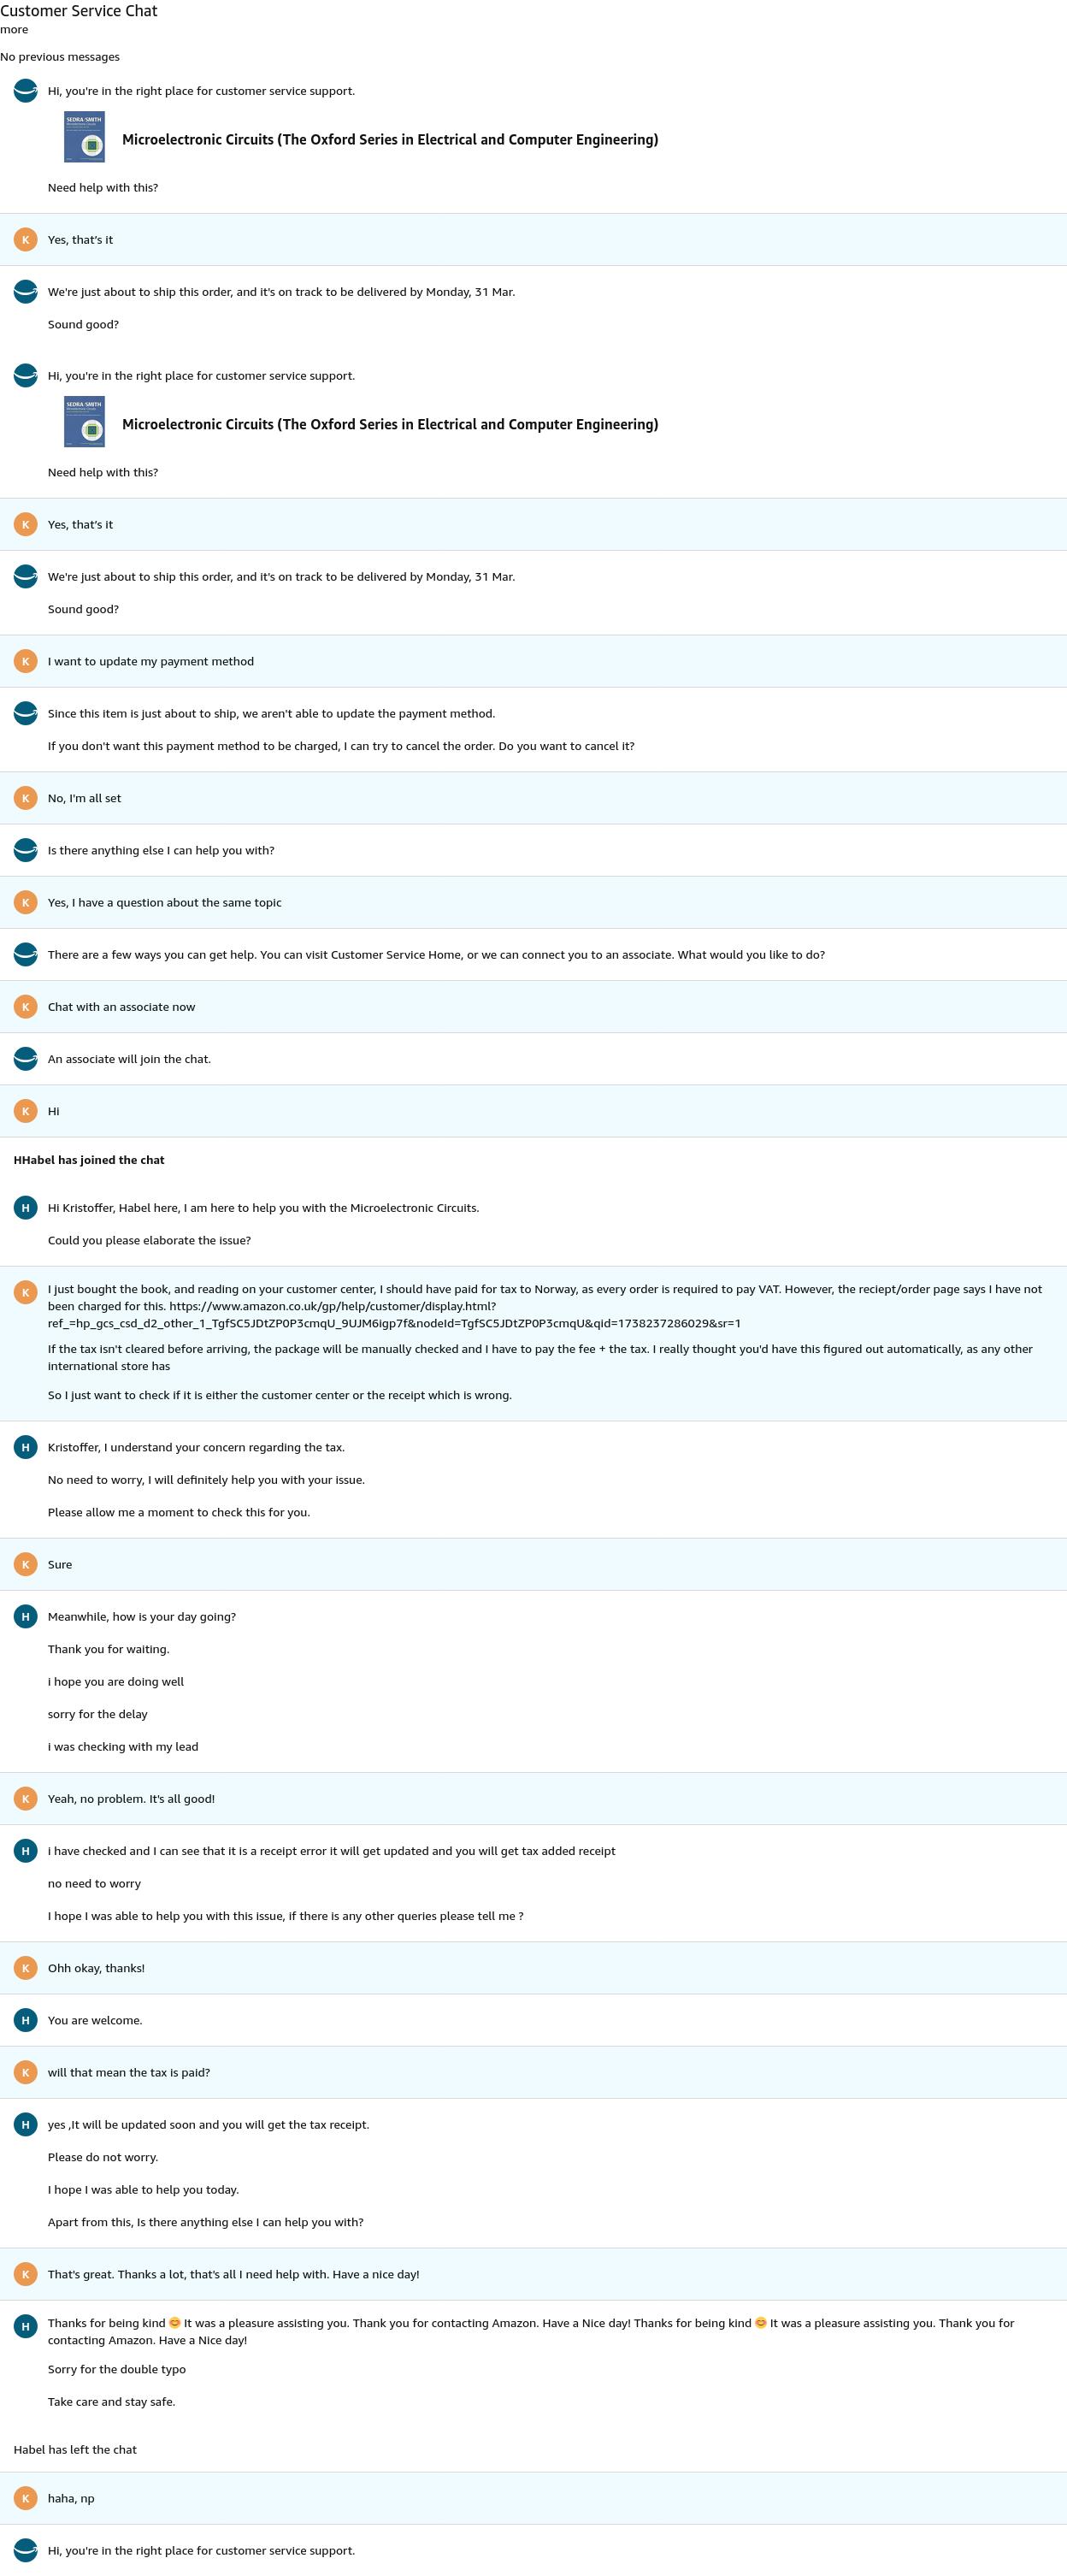 Customer Service Chat
more
No previous messages
Hi, you're in the right place for customer service support.
SEDRA/SMITH
Microelectronic Circuits (The Oxford Series in Electrical and Computer Engineering)
Need help with this?
K
Yes, that's it
We're just about to ship this order, and it's on track to be delivered by Monday, 31 Mar.
Sound good?
Hi, you're in the right place for customer service support.
SEDRA/SMITH
Microelectronic Circuits (The Oxford Series in Electrical and Computer Engineering)
Need help with this?
K
Yes, that's it
We're just about to ship this order, and it's on track to be delivered by Monday, 31 Mar.
Sound good?
K
I want to update my payment method
Since this item is just about to ship, we aren't able to update the payment method.
If you don't want this payment method to be charged, I can try to cancel the order. Do you want to cancel it?
K
No, I'm all set
Is there anything else I can help you with?
K
Yes, I have a question about the same topic
There are a few ways you can get help. You can visit Customer Service Home, or we can connect you to an associate. What would you like to do?
K
Chat with an associate now
An associate will join the chat.
K
Hi
HHabel has joined the chat
H
Hi Kristoffer, Habel here, I am here to help you with the Microelectronic Circuits.
Could you please elaborate the issue?
K
I just bought the book, and reading on your customer center, I should have paid for tax to Norway, as every order is required to pay VAT. However, the reciept/order page says I have not
been charged for this. https://www.amazon.co.uk/gp/help/customer/display.html?
ref_=hp_gcs_csd_d2_other_1_TgfSC5JDtZP0P3cmqU_9UJM6igp7f&nodeId=TgfSC5JDtZP0P3cmqU&qid=1738237286029&sr=1
If the tax isn't cleared before arriving, the package will be manually checked and I have to pay the fee + the tax. I really thought you'd have this figured out automatically, as any other
international store has
So I just want to check if it is either the customer center or the receipt which is wrong.
H
Kristoffer, I understand your concern regarding the tax.
No need to worry, I will definitely help you with your issue.
Please allow me a moment to check this for you.
K
Sure
H
Meanwhile, how is your day going?
Thank you for waiting.
i hope you are doing well
sorry for the delay
i was checking with my lead
K
Yeah, no problem. It's all good!
H
i have checked and I can see that it is a receipt error it will get updated and you will get tax added receipt
no need to worry
I hope I was able to help you with this issue, if there is any other queries please tell me ?
K
Ohh okay, thanks!
H
You are welcome.
K
will that mean the tax is paid?
H
yes ,It will be updated soon and you will get the tax receipt.
Please do not worry.
I hope I was able to help you today.
Apart from this, Is there anything else I can help you with?
K
That's great. Thanks a lot, that's all I need help with. Have a nice day!
H
Thanks for being kind 😊 It was a pleasure assisting you. Thank you for contacting Amazon. Have a Nice day! Thanks for being kind 😊 It was a pleasure assisting you. Thank you for
contacting Amazon. Have a Nice day!
Sorry for the double typo
Take care and stay safe.
Habel has left the chat
K
haha, np
Hi, you're in the right place for customer service support.